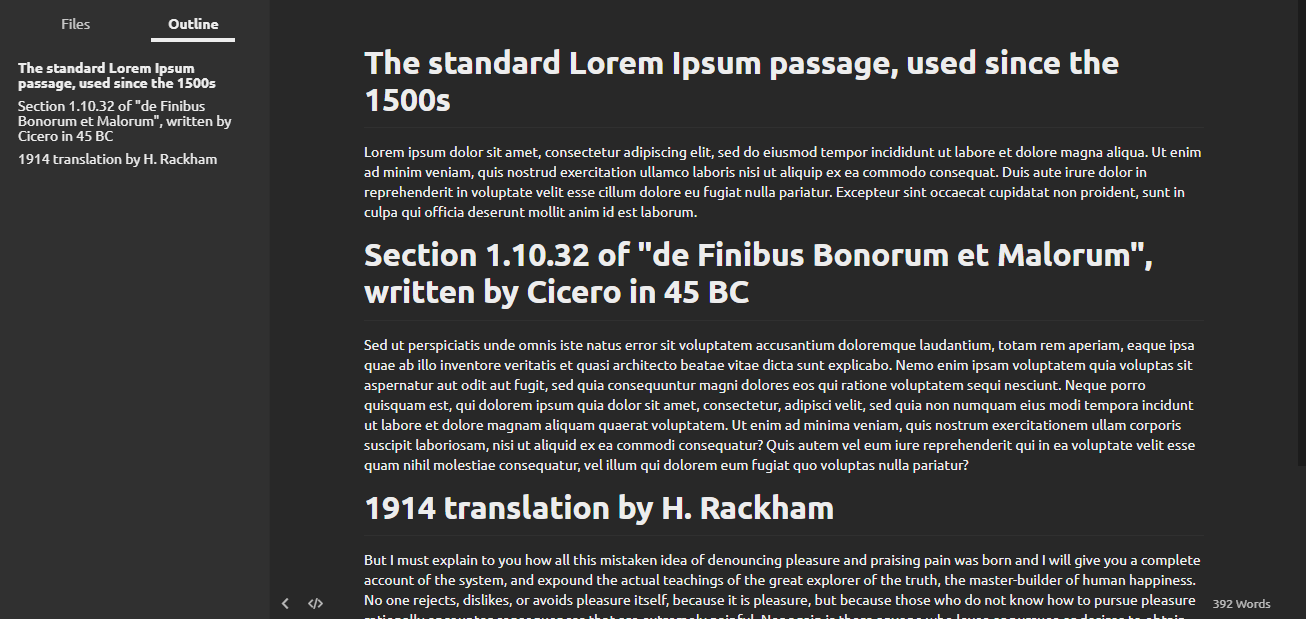 Files Outline
The standard Lorem Ipsum
passage, used since the 1500s
Section 1.10.32 of "de Finibus
Bonorum et Malorum", written by
Cicero in 45 BC
1914 translation by H. Rackham
The standard Lorem Ipsum passage, used since the
1500s
Lorem ipsum dolor sit amet, consectetur adipiscing elit, sed do eiusmod tempor incididunt ut labore et dolore magna aliqua. Ut enim
ad minim veniam, quis nostrud exercitation ullamco laboris nisi ut aliquip ex ea commodo consequat. Duis aute irure dolor in
reprehenderit in voluptate velit esse cillum dolore eu fugiat nulla pariatur. Excepteur sint occaecat cupidatat non proident, sunt in
culpa qui officia deserunt mollit anim id est laborum.
Section 1.10.32 of "de Finibus Bonorum et Malorum",
written by Cicero in 45 BC
Sed ut perspiciatis unde omnis iste natus error sit voluptatem accusantium doloremque laudantium, totam rem aperiam, eaque ipsa
quae ab illo inventore veritatis et quasi architecto beatae vitae dicta sunt explicabo. Nemo enim ipsam voluptatem quia voluptas sit
aspernatur aut odit aut fugit, sed quia consequuntur magni dolores eos qui ratione voluptatem sequi nesciunt. Neque porro
quisquam est, qui dolorem ipsum quia dolor sit amet, consectetur, adipisci velit, sed quia non numquam eius modi tempora incidunt
ut labore et dolore magnam aliquam quaerat voluptatem. Ut enim ad minima veniam, quis nostrum exercitationem ullam corporis
suscipit laboriosam, nisi ut aliquid ex ea commodi consequatur? Quis autem vel eum iure reprehenderit qui in ea voluptate velit esse
quam nihil molestiae consequatur, vel illum qui dolorem eum fugiat quo voluptas nulla pariatur?
1914 translation by H. Rackham
But I must explain to you how all this mistaken idea of denouncing pleasure and praising pain was born and I will give you a complete
account of the system, and expound the actual teachings of the great explorer of the truth, the master-builder of human happiness.
No one rejects, dislikes, or avoids pleasure itself, because it is pleasure, but because those who do not know how to pursue pleasure
392 Words